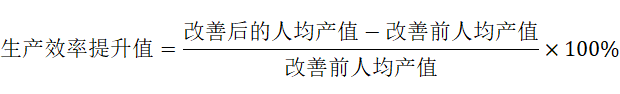 生产效率提升值 = 改善后的人均产值 − 改善前人均产值 / 改善前人均产值 × 100%